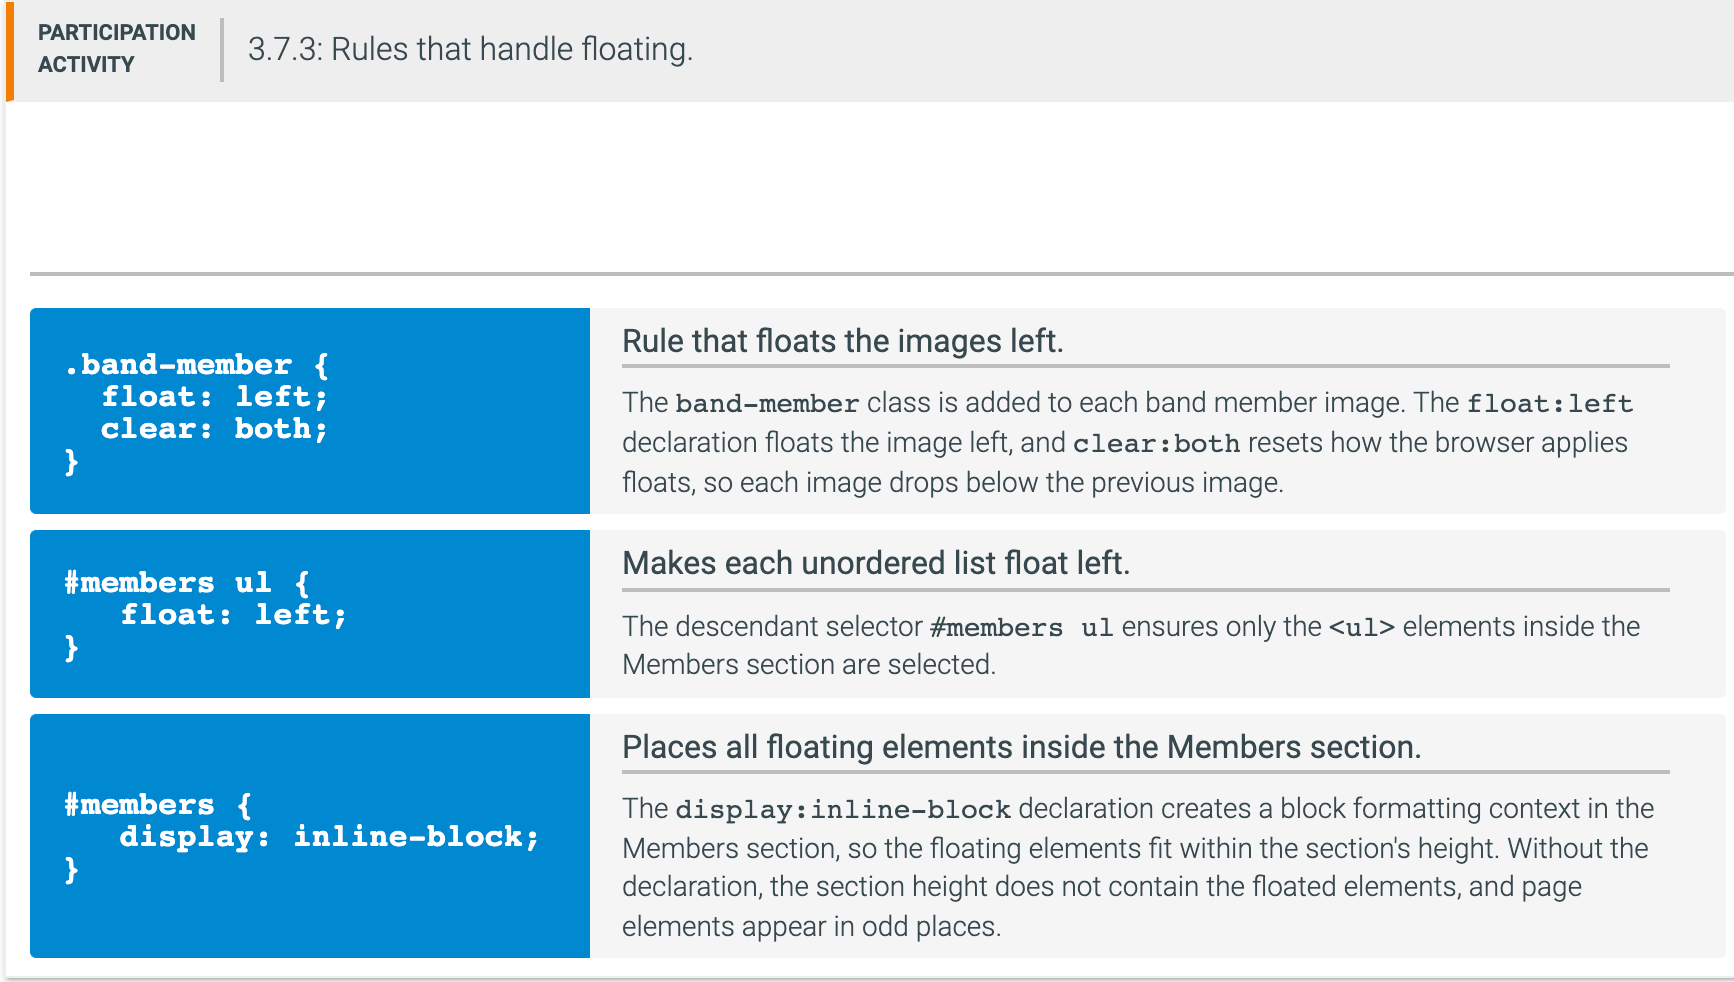 PARTICIPATION
ACTIVITY
3.7.3: Rules that handle floating.
.band-member {
  float: left;
  clear: both;
}
Rule that floats the images left.
The band-member class is added to each band member image. The float:left
declaration floats the image left, and clear:both resets how the browser applies
floats, so each image drops below the previous image.
#members ul {
   float: left;
}
Makes each unordered list float left.
The descendant selector #members ul ensures only the <ul> elements inside the
Members section are selected.
#members {
   display: inline-block;
}
Places all floating elements inside the Members section.
The display:inline-block declaration creates a block formatting context in the
Members section, so the floating elements fit within the section's height. Without the
declaration, the section height does not contain the floated elements, and page
elements appear in odd places.